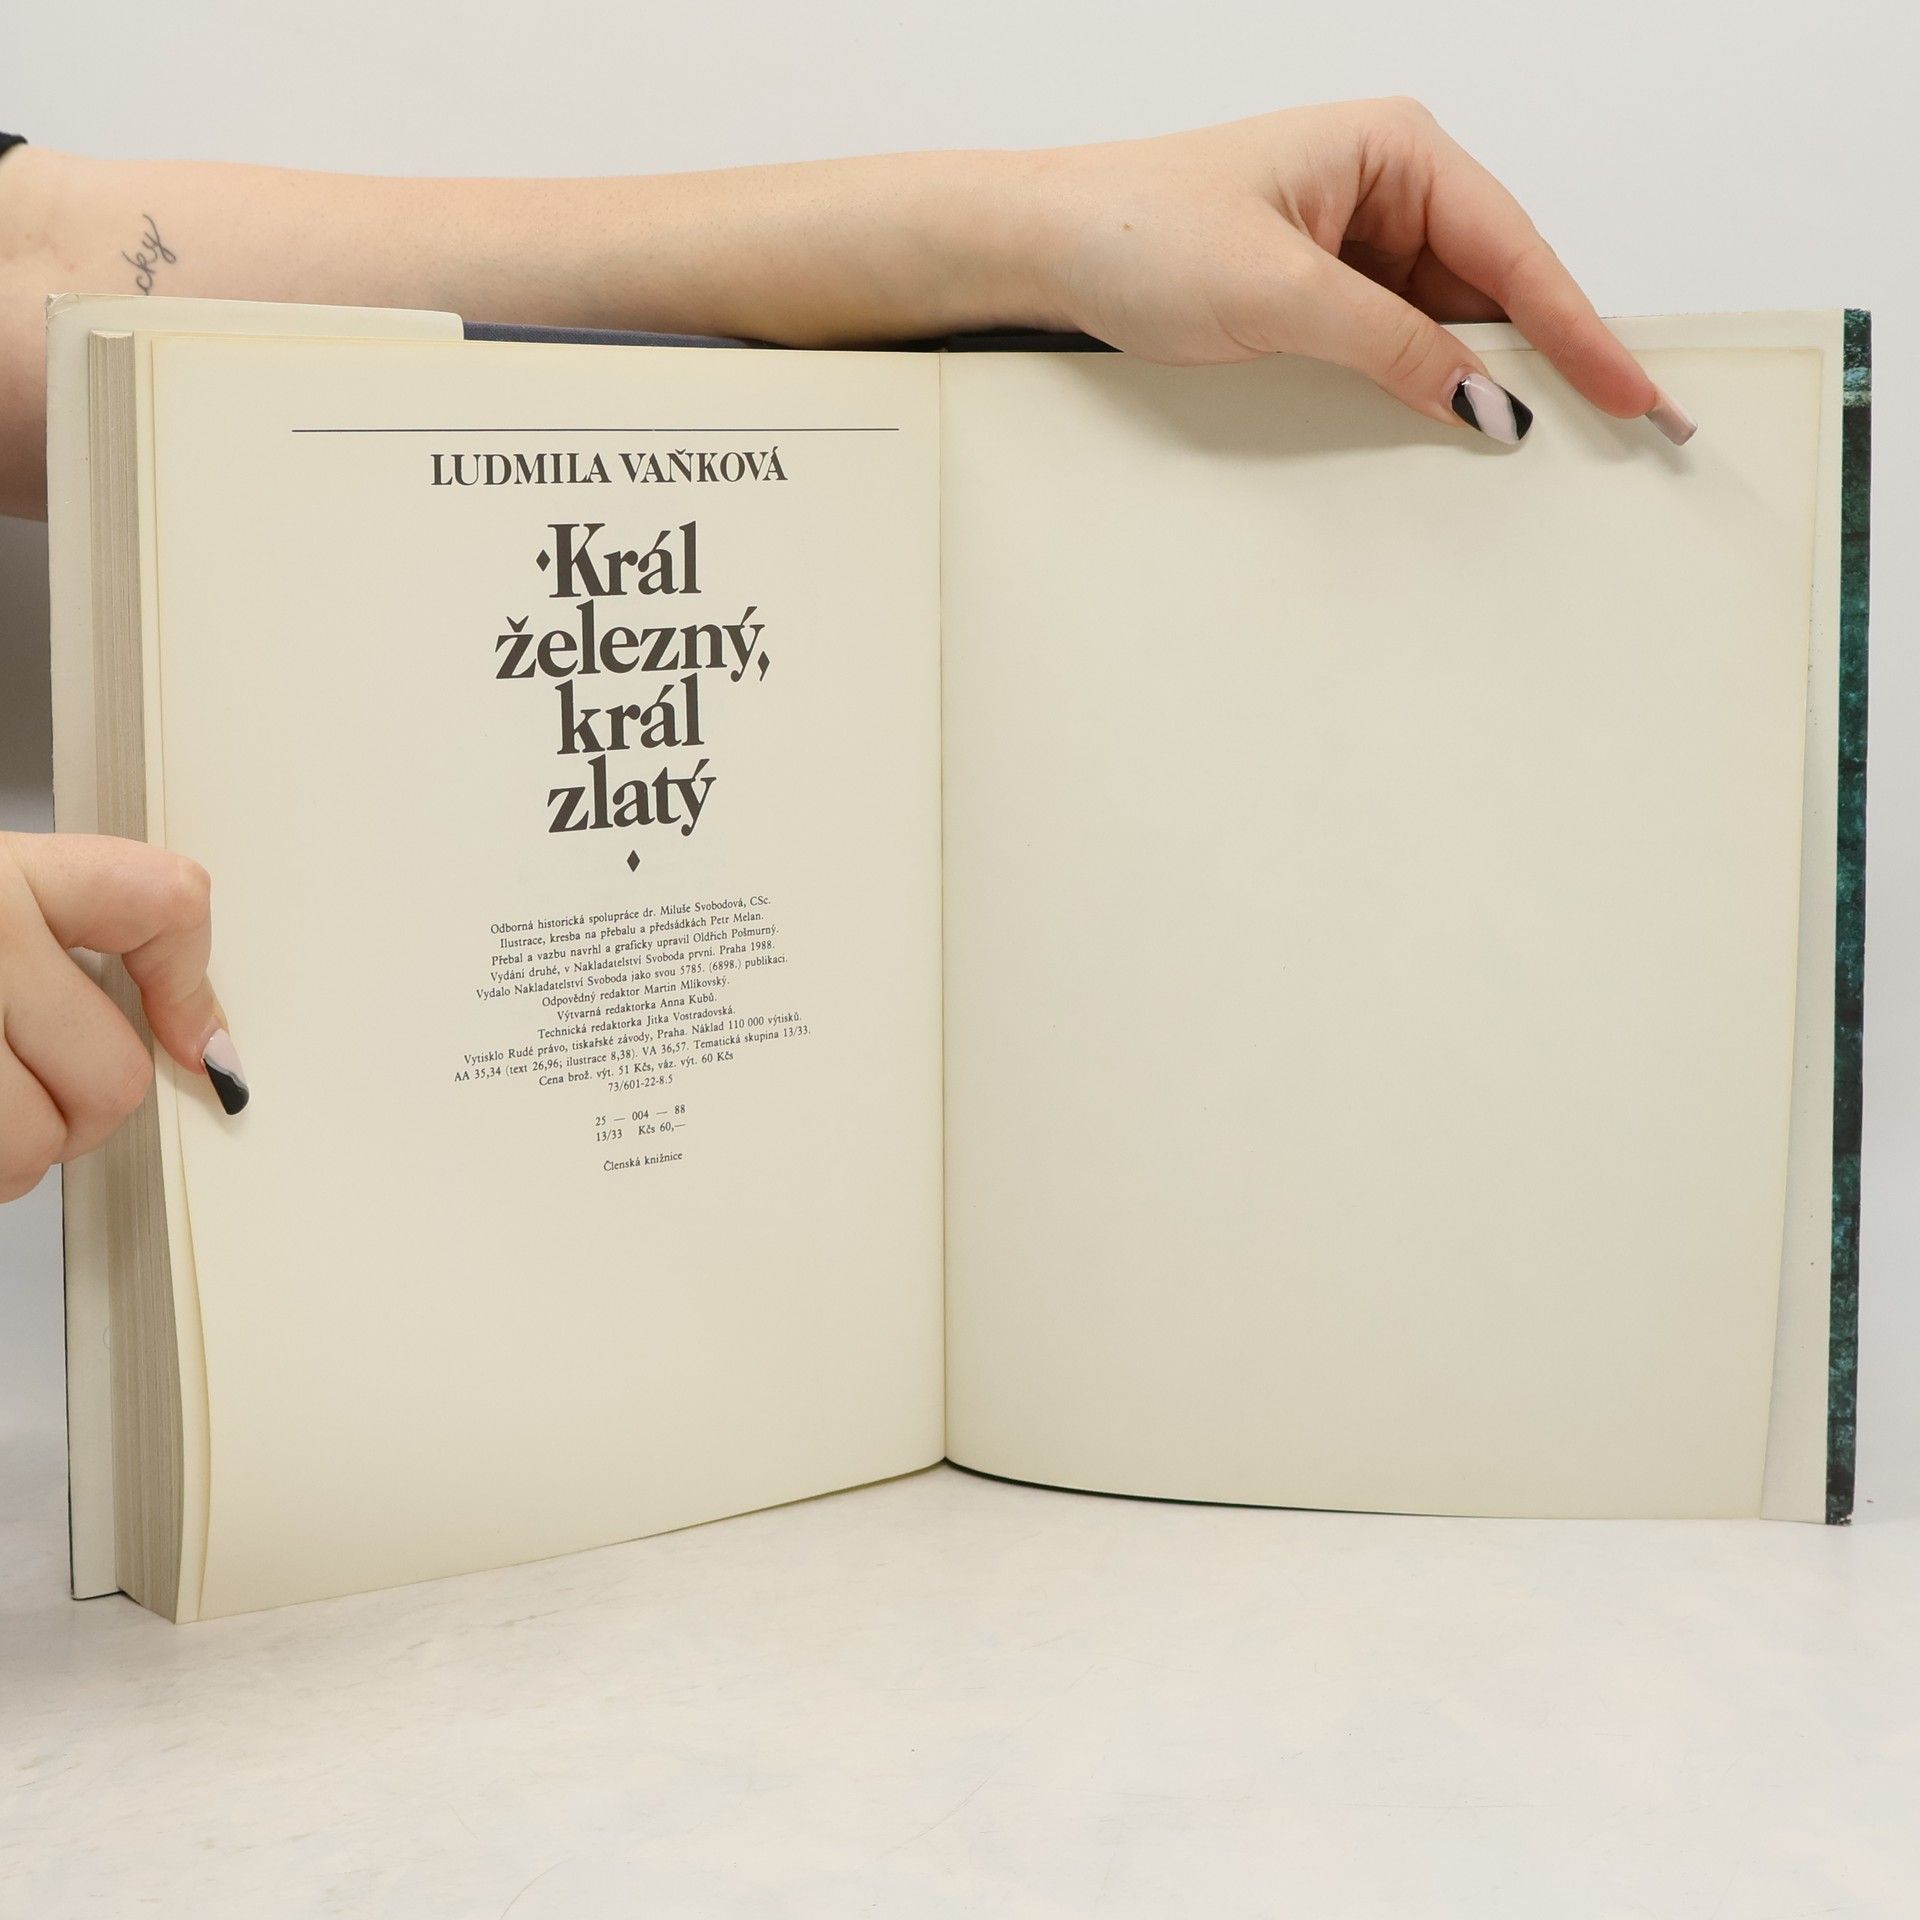 cky
LUDMILA VAŇKOVÁ
Král
železný,
král
zlatý
Odborná historická spolupráce dr. Miluše Svobodová, CSc.
Ilustrace, kresba na přebalu a předsádkách Petr Melan.
Přebal a vazbu navrhl a graficky upravil Oldřich Pošmurný.
Vydání druhé, v Nakladatelství Svoboda první. Praha 1988.
Vydalo Nakladatelství Svoboda jako svou 5785. (6898.) publikaci.
Odpovědný redaktor Martin Mlíkovský.
Výtvarná redaktorka Anna Kubů.
Technická redaktorka Jitka Vostradovská.
Vytisklo Rudé právo, tiskařské závody, Praha. Náklad 110 000 výtisků.
AA 35,34 (text 26,96; ilustrace 8,38). VA 36,57. Tematická skupina 13/33.
Cena brož. výt. 51 Kčs, váz. výt. 60 Kčs
73/601-22-8.5
25 — 004 — 88
13/33 Kčs 60,—
Členská knižnice